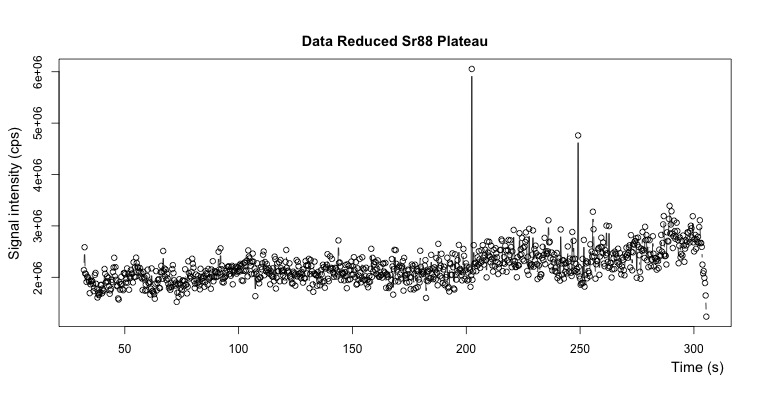 Data Reduced Sr88 Plateau
Signal intensity (cps)
6e+06
5e+06
4e+06
3e+06
2e+06
50 100 150 200 250 300
Time (s)